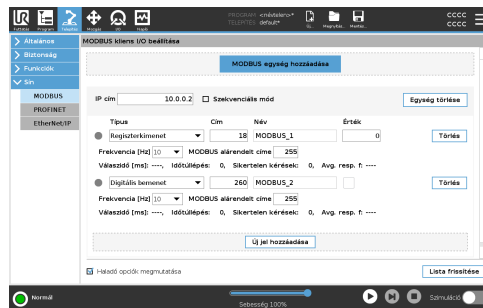 PROGRAM <névtelen>*
TELEPÍTÉS default*
CCCC
CCCC
Futtatás Program Telepítés Mozgás I/O Napló Új... Megnyitás... Mentés...
Általános
Biztonság
Funkciók
Sín
MODBUS
PROFINET
EtherNet/IP
MODBUS kliens I/O beállítása
MODBUS egység hozzáadása
IP cím 10.0.0.2 Szekvenciális mód Egység törlése
Típus Cím Név Érték
Regiszterkimenet 18 MODBUS_1 0 Törlés
Frekvencia [Hz] 10 MODBUS alárendelt címe 255
Válaszidő [ms]: ----, Időtúllépés: 0, Sikertelen kérések: 0, Avg. resp. f: ----
Digitális bemenet 260 MODBUS_2 Törlés
Frekvencia [Hz] 10 MODBUS alárendelt címe 255
Válaszidő [ms]: ----, Időtúllépés: 0, Sikertelen kérések: 0, Avg. resp. f: ----
Új jel hozzáadása
Haladó opciók megmutatása Lista frissítése
Normál Sebesség 100% Szimuláció